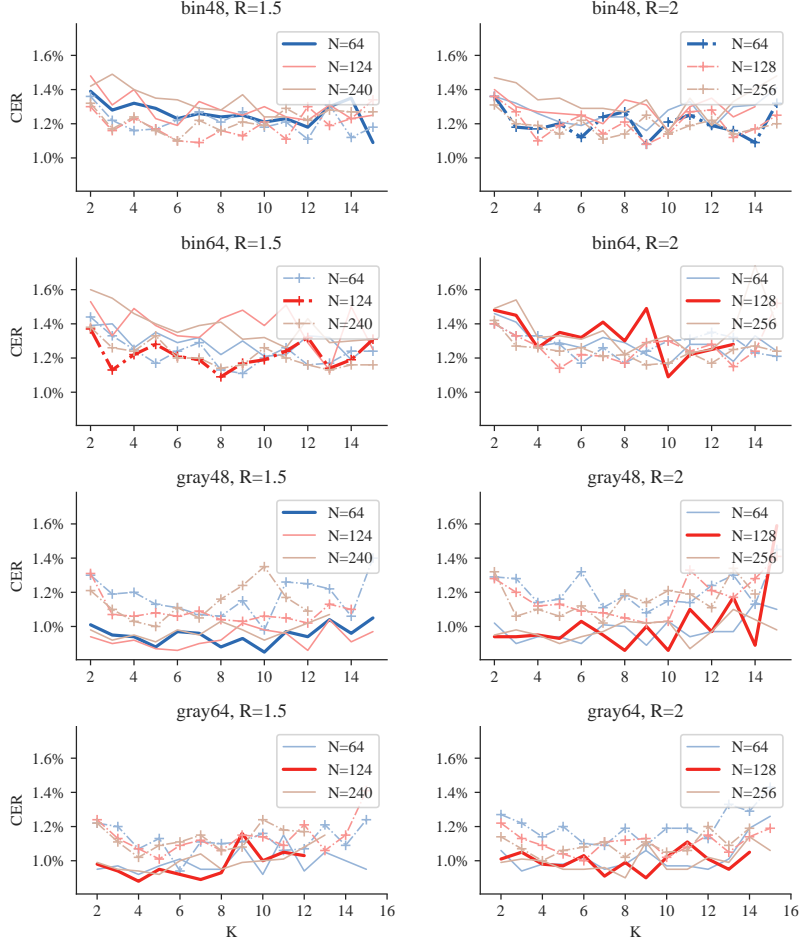 bin48, R=1.5
CER
1.6%
1.4%
1.2%
1.0%
2 4 6 8 10 12 14
N=64
N=124
N=240
bin48, R=2
CER
1.6%
1.4%
1.2%
1.0%
2 4 6 8 10 12 14
N=64
N=128
N=256
bin64, R=1.5
CER
1.6%
1.4%
1.2%
1.0%
2 4 6 8 10 12 14
N=64
N=124
N=240
bin64, R=2
CER
1.6%
1.4%
1.2%
1.0%
2 4 6 8 10 12 14
N=64
N=128
N=256
gray48, R=1.5
CER
1.6%
1.4%
1.2%
1.0%
2 4 6 8 10 12 14
N=64
N=124
N=240
gray48, R=2
CER
1.6%
1.4%
1.2%
1.0%
2 4 6 8 10 12 14
N=64
N=128
N=256
gray64, R=1.5
CER
1.6%
1.4%
1.2%
1.0%
2 4 6 8 10 12 14 16
K
N=64
N=124
N=240
gray64, R=2
CER
1.6%
1.4%
1.2%
1.0%
2 4 6 8 10 12 14 16
K
N=64
N=128
N=256